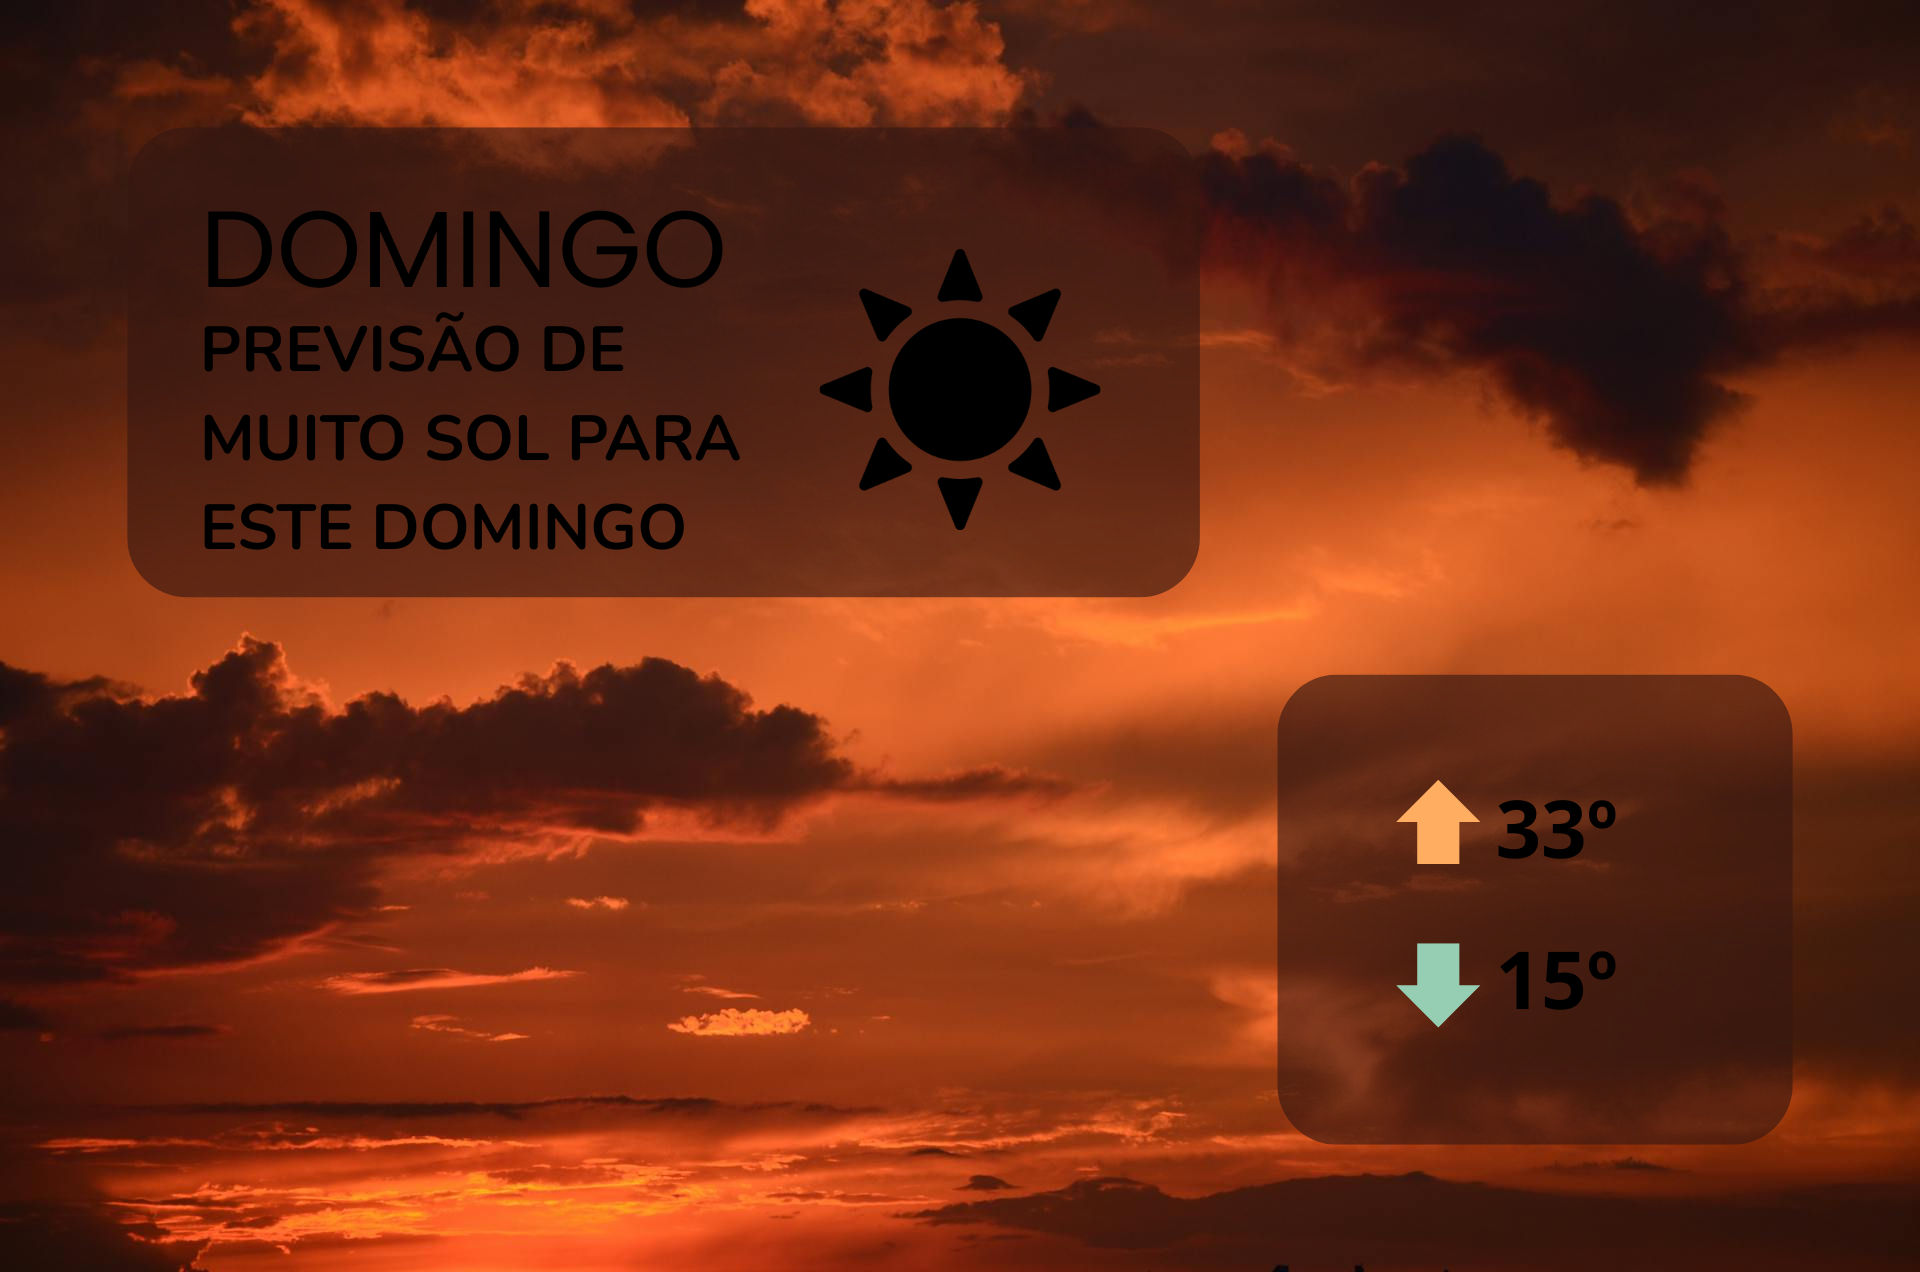 DOMINGO
PREVISÃO DE
MUITO SOL PARA
ESTE DOMINGO
33º
15º